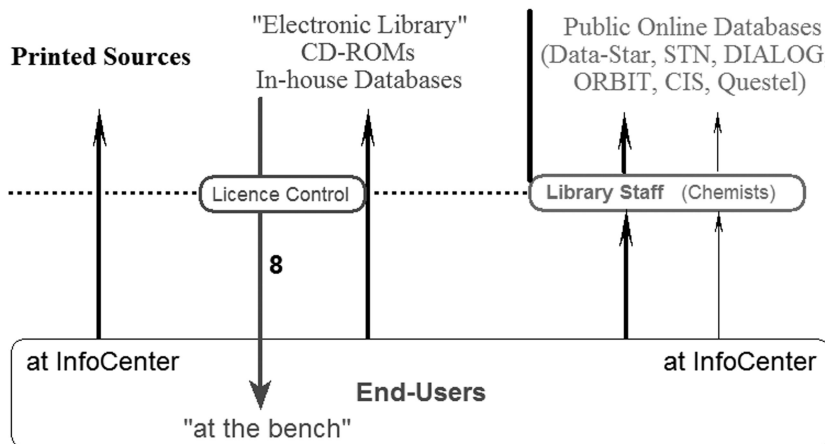 Printed Sources
"Electronic Library"
CD-ROMs
In-house Databases
Public Online Databases
(Data-Star, STN, DIALOG
ORBIT, CIS, Questel)
Licence Control
Library Staff (Chemists)
8
at InfoCenter
at InfoCenter
End-Users
"at the bench"